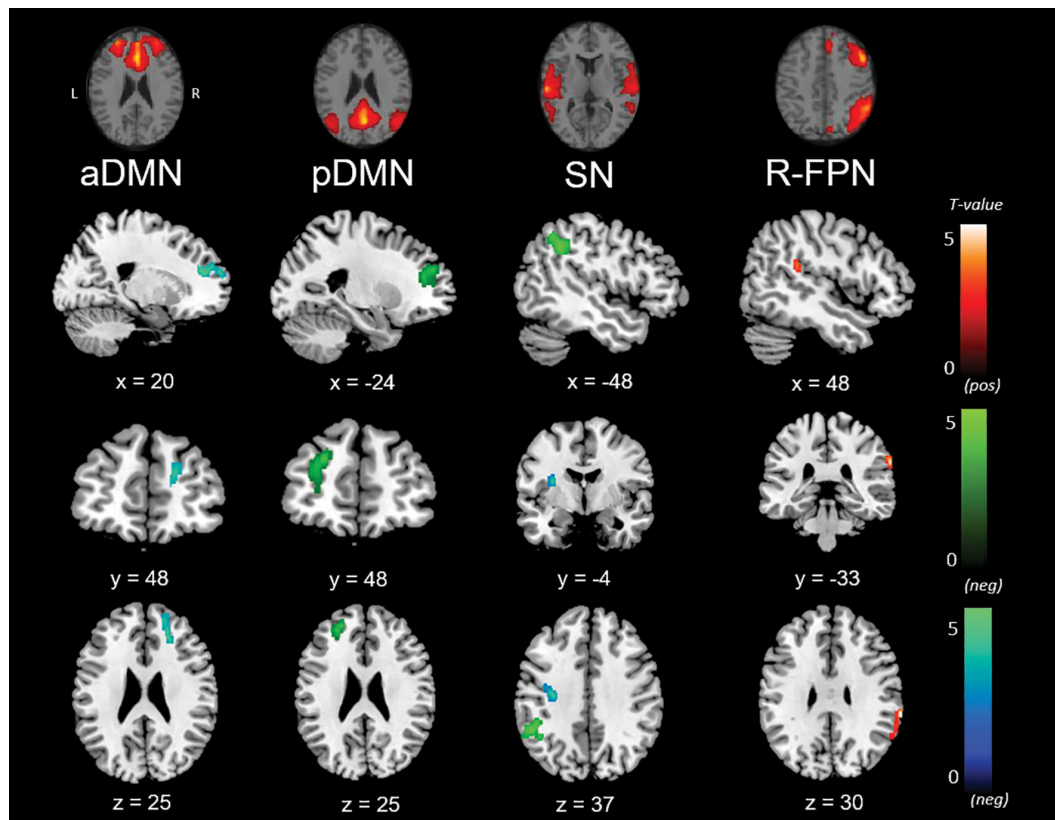 L R
aDMN pDMN SN R-FPN
T-value
5
0
(pos)
x = 20 x = -24 x = -48 x = 48
5
0
(neg)
y = 48 y = 48 y = -4 y = -33
5
0
(neg)
z = 25 z = 25 z = 37 z = 30